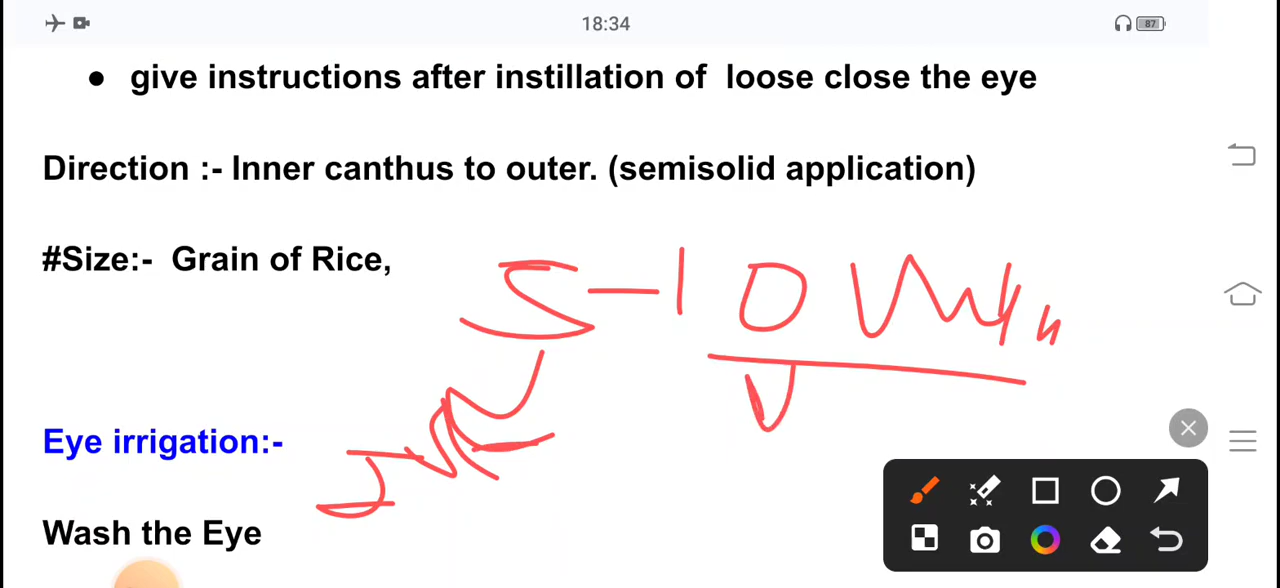 18:34
87
● give instructions after instillation of loose close the eye
Direction :- Inner canthus to outer. (semisolid application)
#Size:- Grain of Rice,
5-10
Eye irrigation:-
Wash the Eye